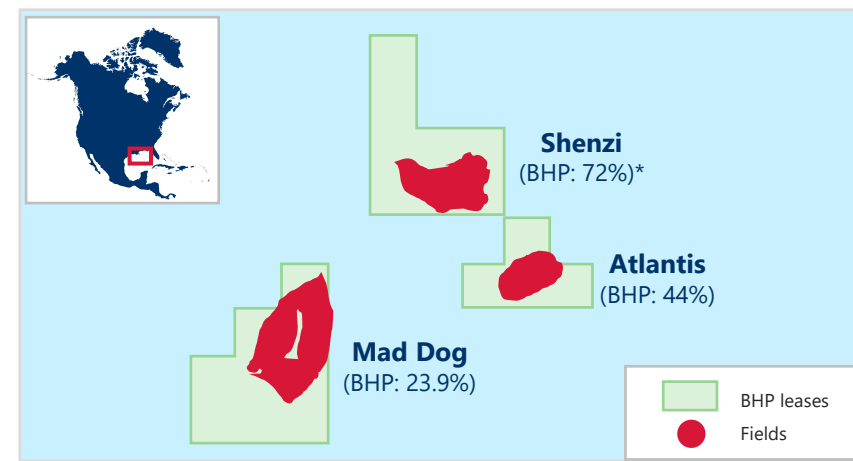 Shenzi
(BHP: 72%)*
Atlantis
(BHP: 44%)
Mad Dog
(BHP: 23.9%)
BHP leases
Fields